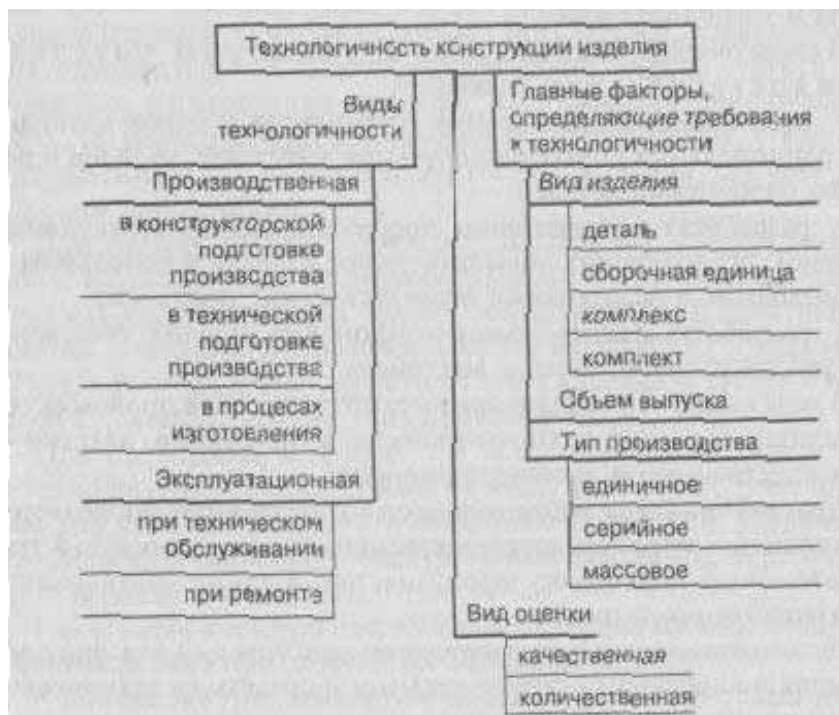 Технологичность конструкции изделия
Виды
технологичности
Производственная
в конструкторской
подготовке
производства
в технической
подготовке
производства
в процесах
изготовления
Эксплуатационная
при техническом
обслуживании
при ремонте
Главные факторы,
определяющие требования
к технологичности
Вид изделия
деталь
сборочная единица
комплекс
комплект
Объем выпуска
Тип производства
единичное
серийное
массовое
Вид оценки
качественная
количественная